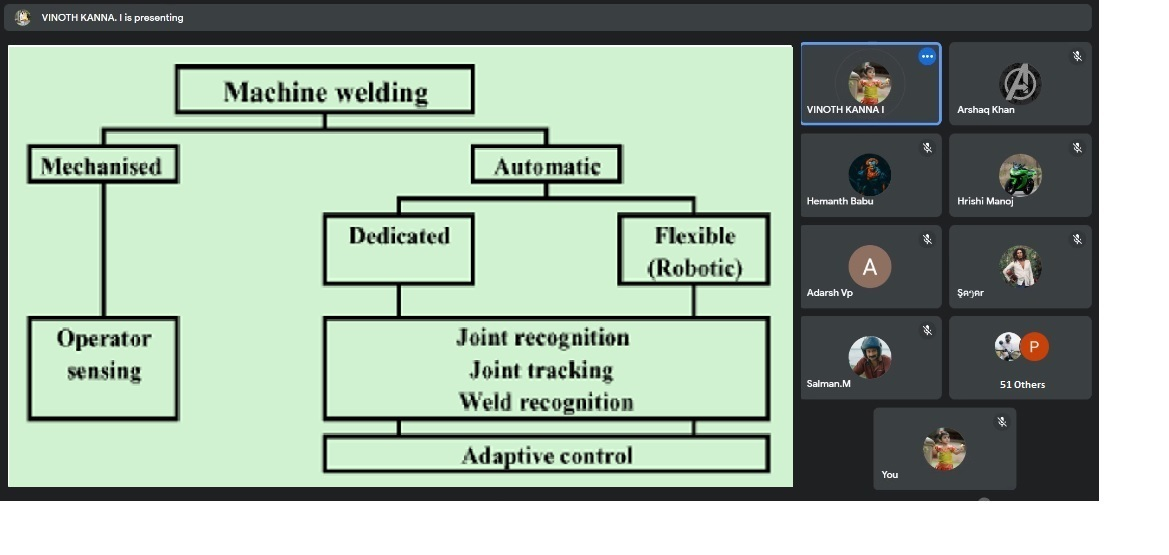 VINOTH KANNA. I is presenting
Machine welding
Mechanised
Automatic
Dedicated
Flexible
(Robotic)
Operator
sensing
Joint recognition
Joint tracking
Weld recognition
Adaptive control
VINOTH KANNA I
Arshaq Khan
Hemanth Babu
Hrishi Manoj
A
Adarsh Vp
Salman.M
P
51 Others
You